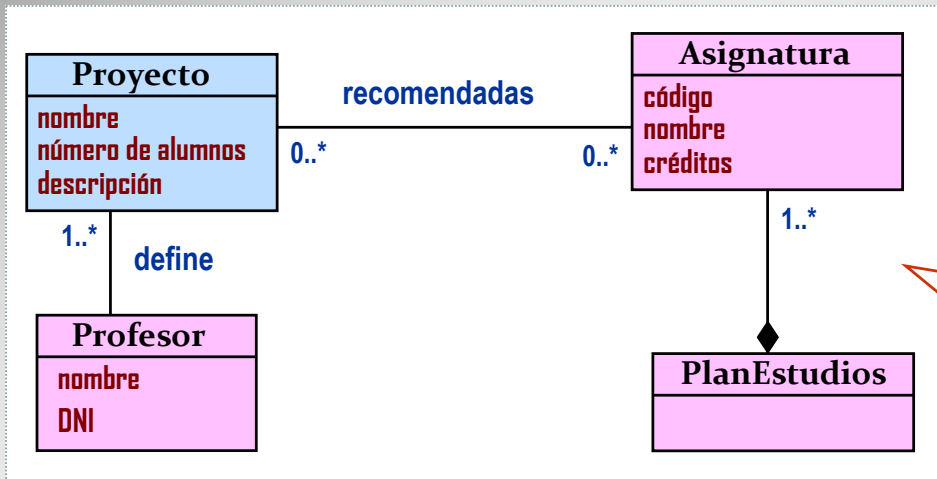 Proyecto
nombre
número de alumnos
descripción
recomendadas
0..*
0..*
Asignatura
código
nombre
créditos
1..*
define
1..*
Profesor
nombre
DNI
PlanEstudios